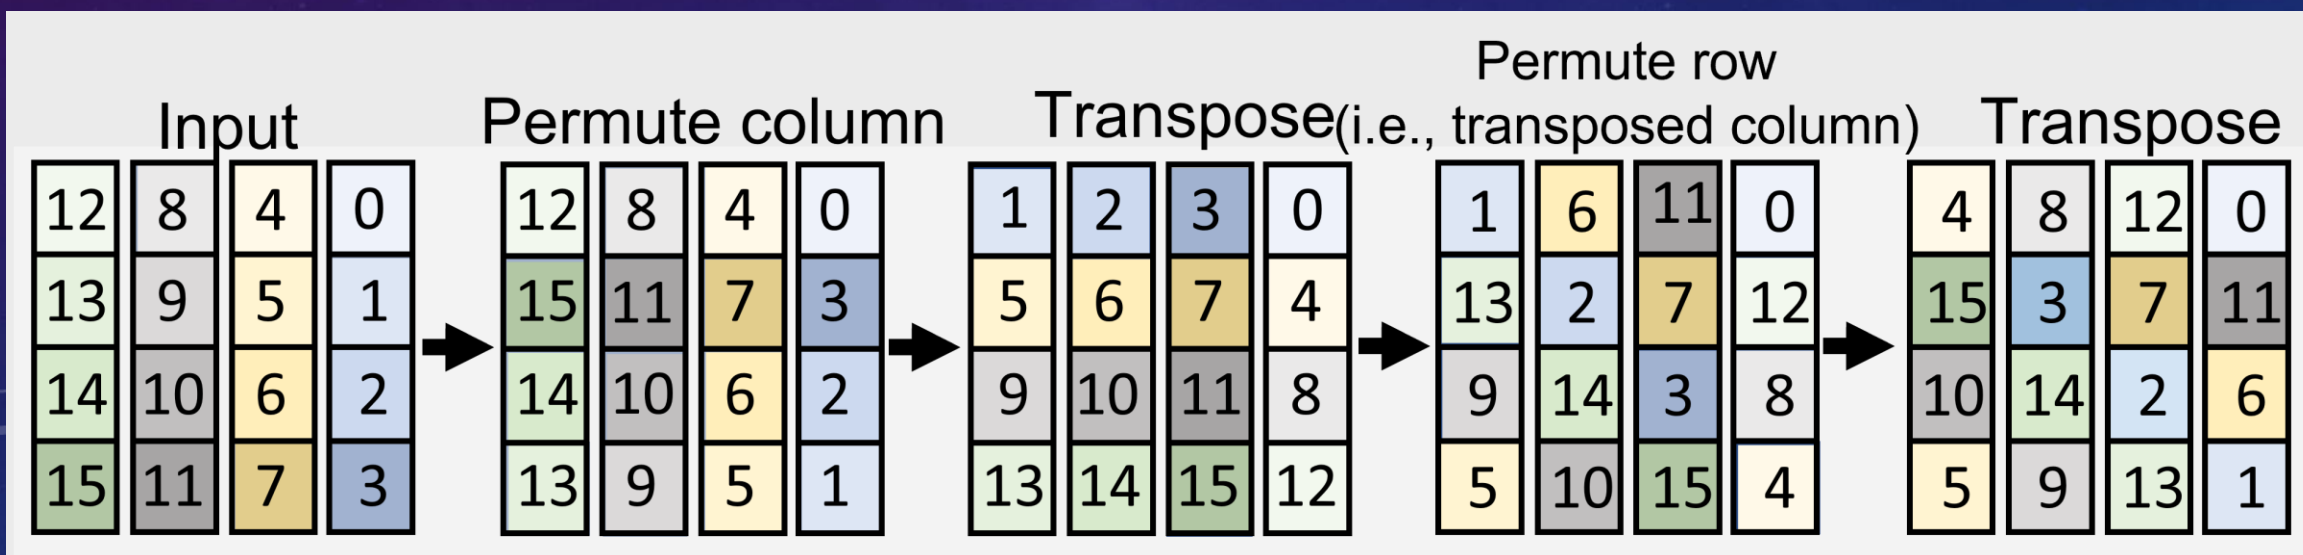 Input
Permute column
Transpose
Permute row
(i.e., transposed column)
Transpose
12 8 4 0
13 9 5 1
14 10 6 2
15 11 7 3
12 8 4 0
15 11 7 3
14 10 6 2
13 9 5 1
1 2 3 0
5 6 7 4
9 10 11 8
13 14 15 12
1 6 11 0
13 2 7 12
9 14 3 8
5 10 15 4
4 8 12 0
15 3 7 11
10 14 2 6
5 9 13 1